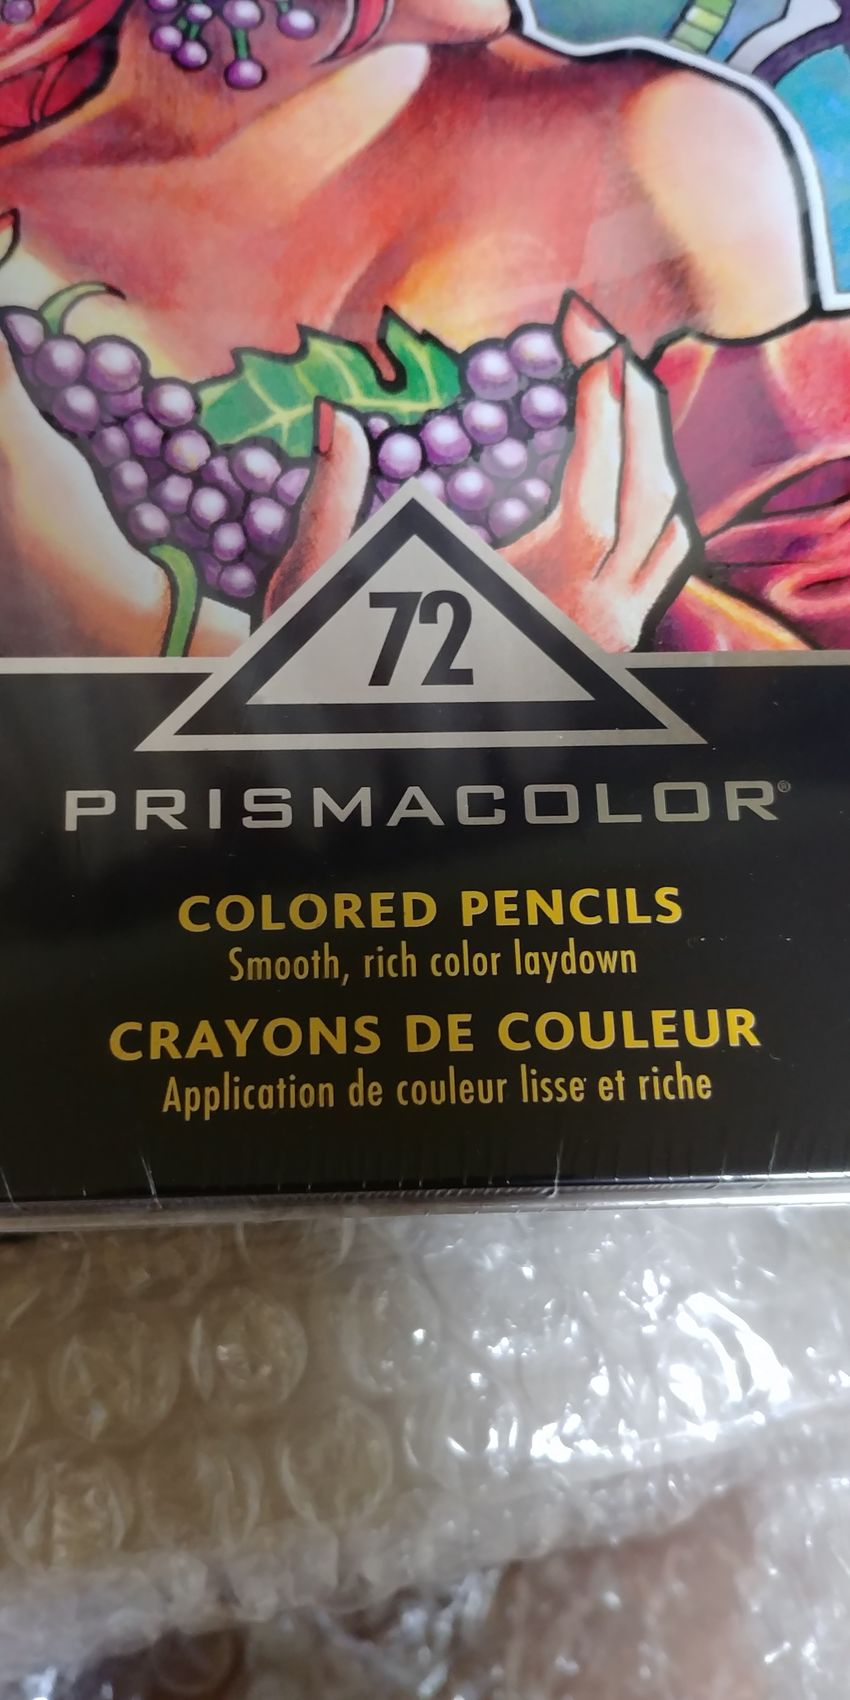 72
PRISMACOLOR®
COLORED PENCILS
Smooth, rich color laydown
CRAYONS DE COULEUR
Application de couleur lisse et riche